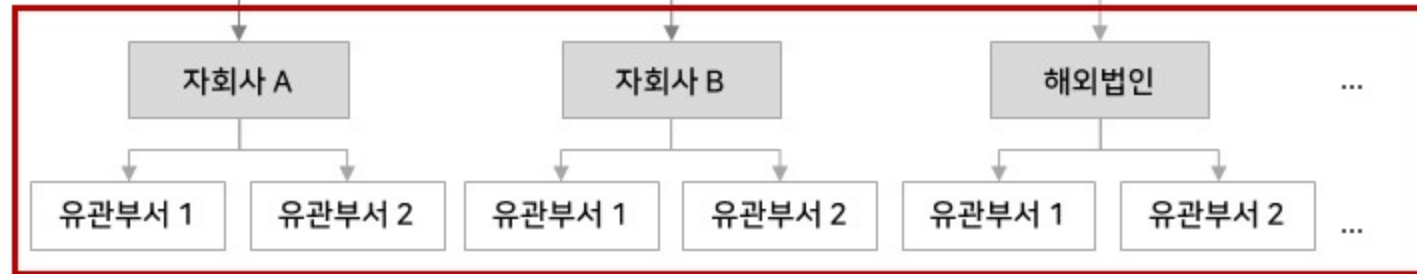 자회사 A 자회사 B 해외법인 ...
유관부서 1 유관부서 2 유관부서 1 유관부서 2 유관부서 1 유관부서 2 ...